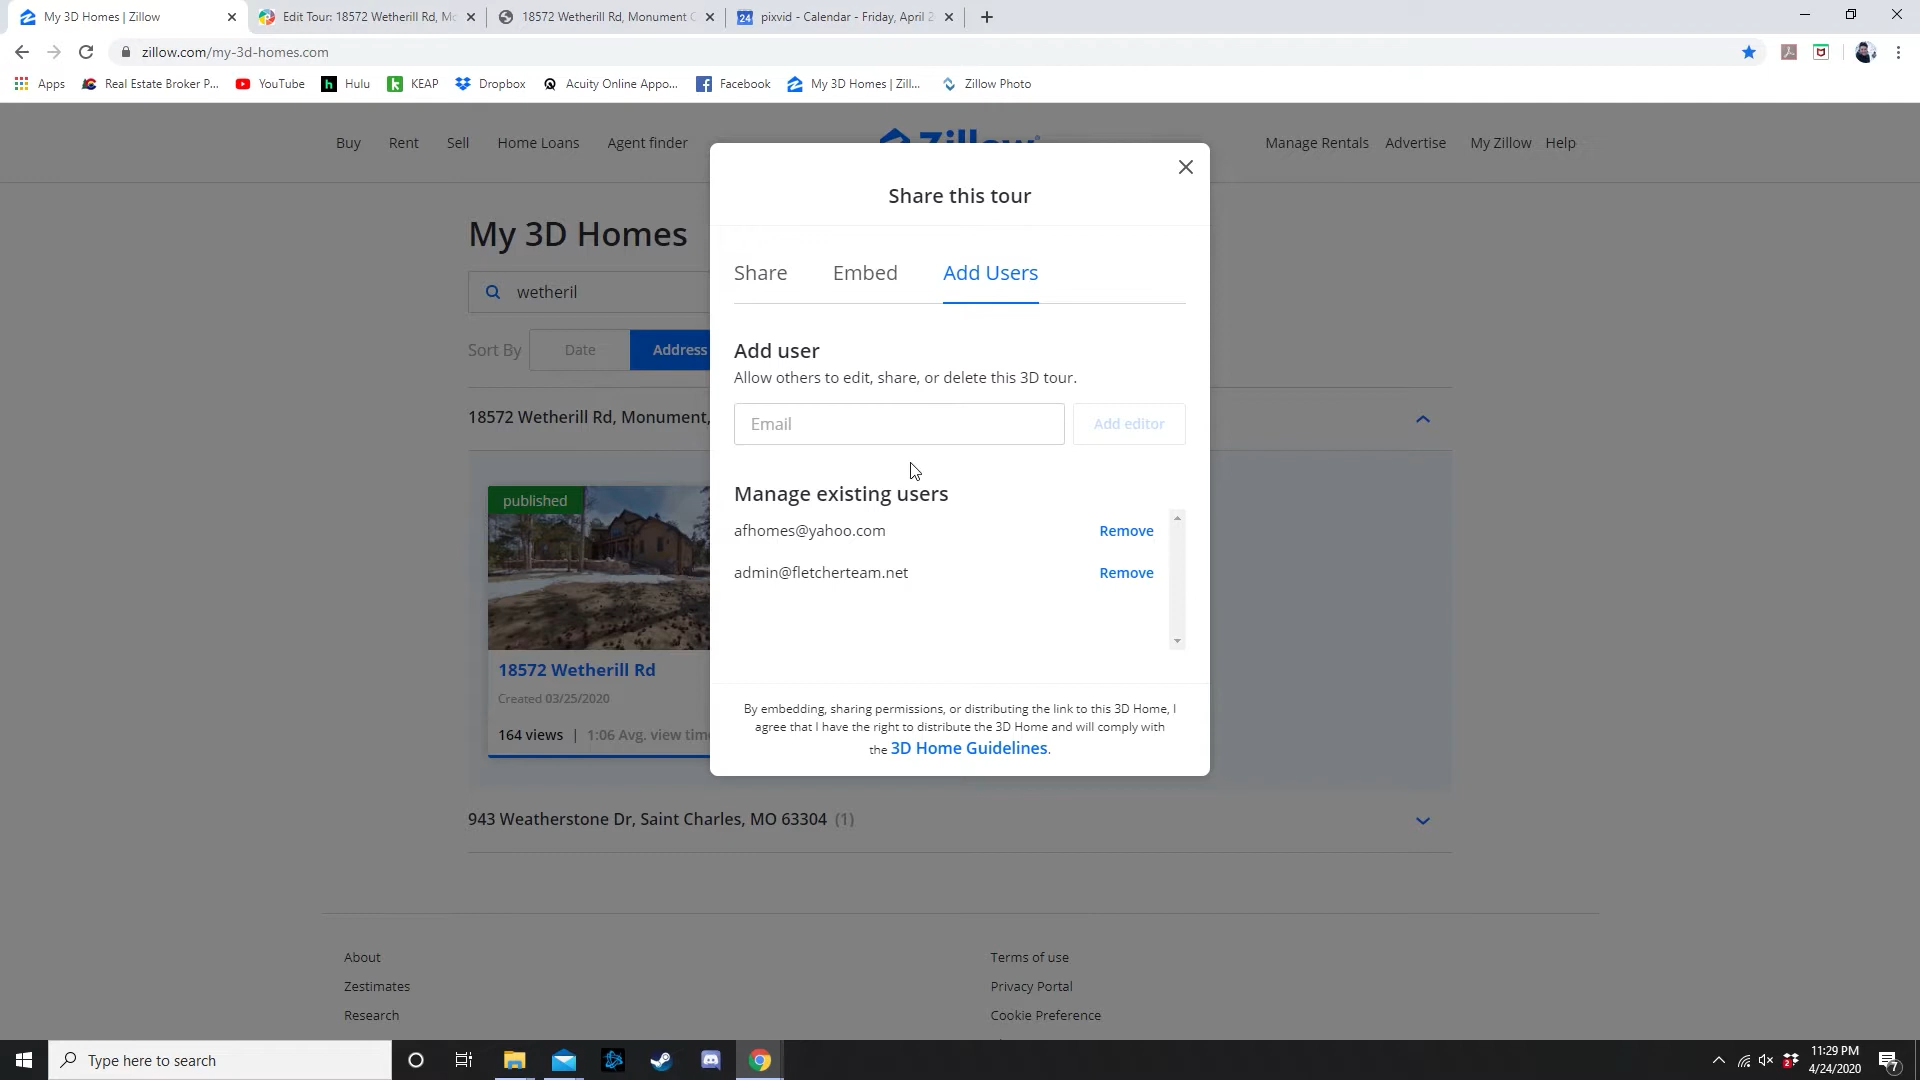 My 3D Homes | Zillow
Edit Tour: 18572 Wetherill Rd, Mo
18572 Wetherill Rd, Monument C
24 pixvid - Calendar - Friday, April 2
zillow.com/my-3d-homes.com
Apps
Real Estate Broker P...
YouTube
h Hulu
k KEAP
Dropbox
Acuity Online Appo...
Facebook
My 3D Homes | Zill...
Zillow Photo
Buy
Rent
Sell
Home Loans
Agent finder
Zillow
Manage Rentals
Advertise
My Zillow
Help
My 3D Homes
wetheril
Sort By
Date
Address
18572 Wetherill Rd, Monument,
published
18572 Wetherill Rd
Created 03/25/2020
164 views | 1:06 Avg. view time
943 Weatherstone Dr, Saint Charles, MO 63304 (1)
Share this tour
Share
Embed
Add Users
Add user
Allow others to edit, share, or delete this 3D tour.
Email
Add editor
Manage existing users
afhomes@yahoo.com
Remove
admin@fletcherteam.net
Remove
By embedding, sharing permissions, or distributing the link to this 3D Home, I
agree that I have the right to distribute the 3D Home and will comply with
the 3D Home Guidelines.
About
Zestimates
Research
Terms of use
Privacy Portal
Cookie Preference
Type here to search
2
11:29 PM
4/24/2020
7